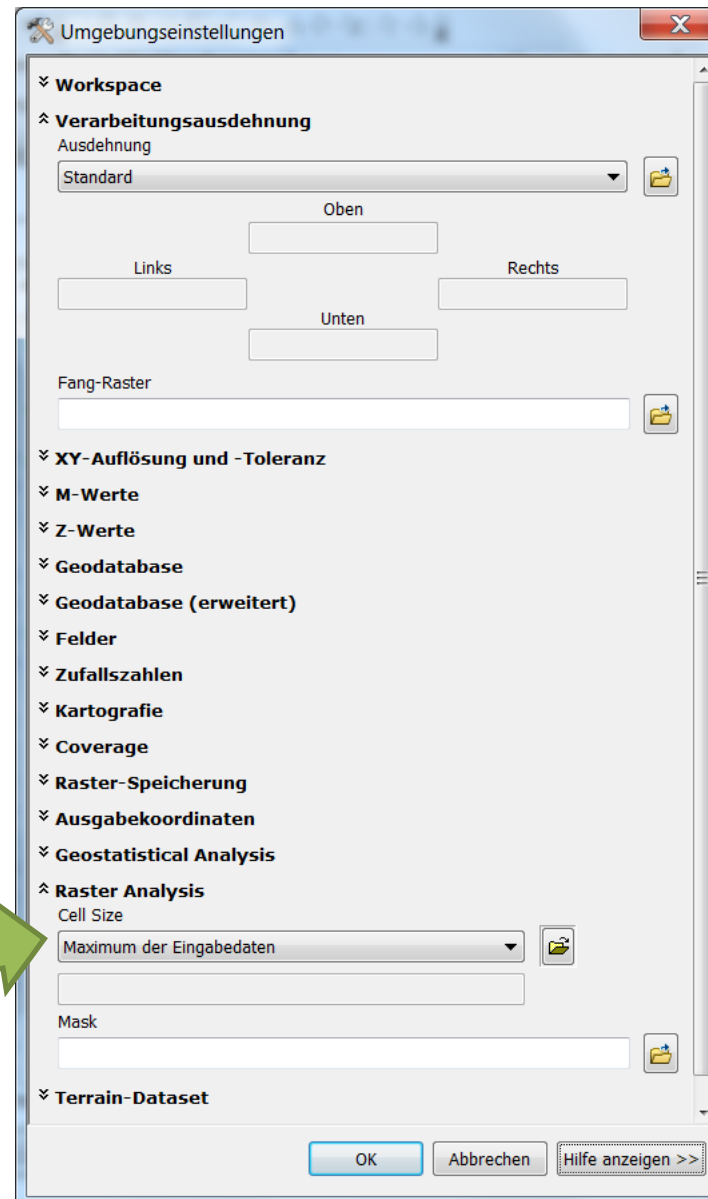 Umgebungseinstellungen
Workspace
Verarbeitungsausdehnung
Ausdehnung
Standard
Oben
Links Rechts
Unten
Fang-Raster
XY-Auflösung und -Toleranz
M-Werte
Z-Werte
Geodatabase
Geodatabase (erweitert)
Felder
Zufallszahlen
Kartografie
Coverage
Raster-Speicherung
Ausgabekoordinaten
Geostatistical Analysis
Raster Analysis
Cell Size
Maximum der Eingabedaten
Mask
Terrain-Dataset
OK Abbrechen Hilfe anzeigen >>